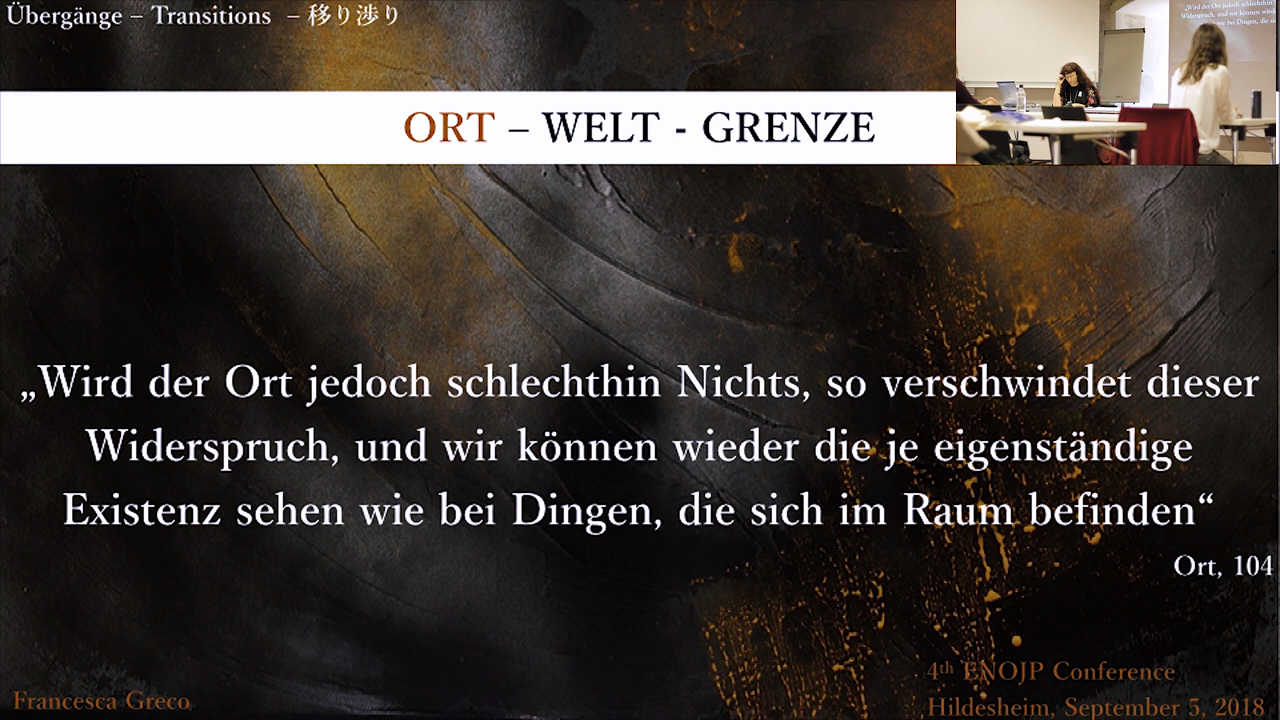 Übergänge – Transitions – 移り渉り
ORT – WELT - GRENZE
„Wird der Ort jedoch schlechthin Nichts, so verschwindet dieser
Widerspruch, und wir können wieder die je eigenständige
Existenz sehen wie bei Dingen, die sich im Raum befinden“
Ort, 104
Francesca Greco
4th ENOJP Conference
Hildesheim, September 5, 2018